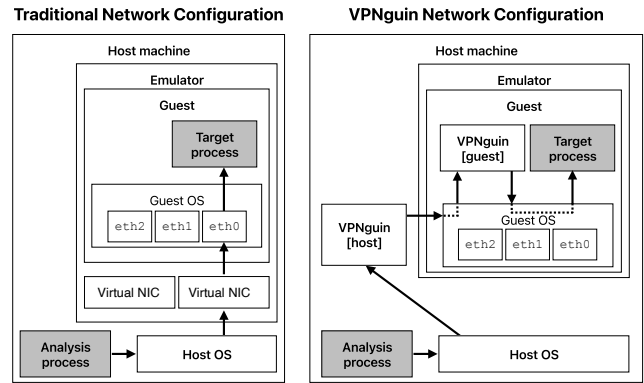 Traditional Network Configuration
Host machine
Emulator
Guest
Target
process
Guest OS
eth2 eth1 eth0
Virtual NIC Virtual NIC
Analysis
process
Host OS
VPNguin Network Configuration
Host machine
Emulator
Guest
VPNguin
[guest]
Target
process
Guest OS
eth2 eth1 eth0
VPNguin
[host]
Analysis
process
Host OS